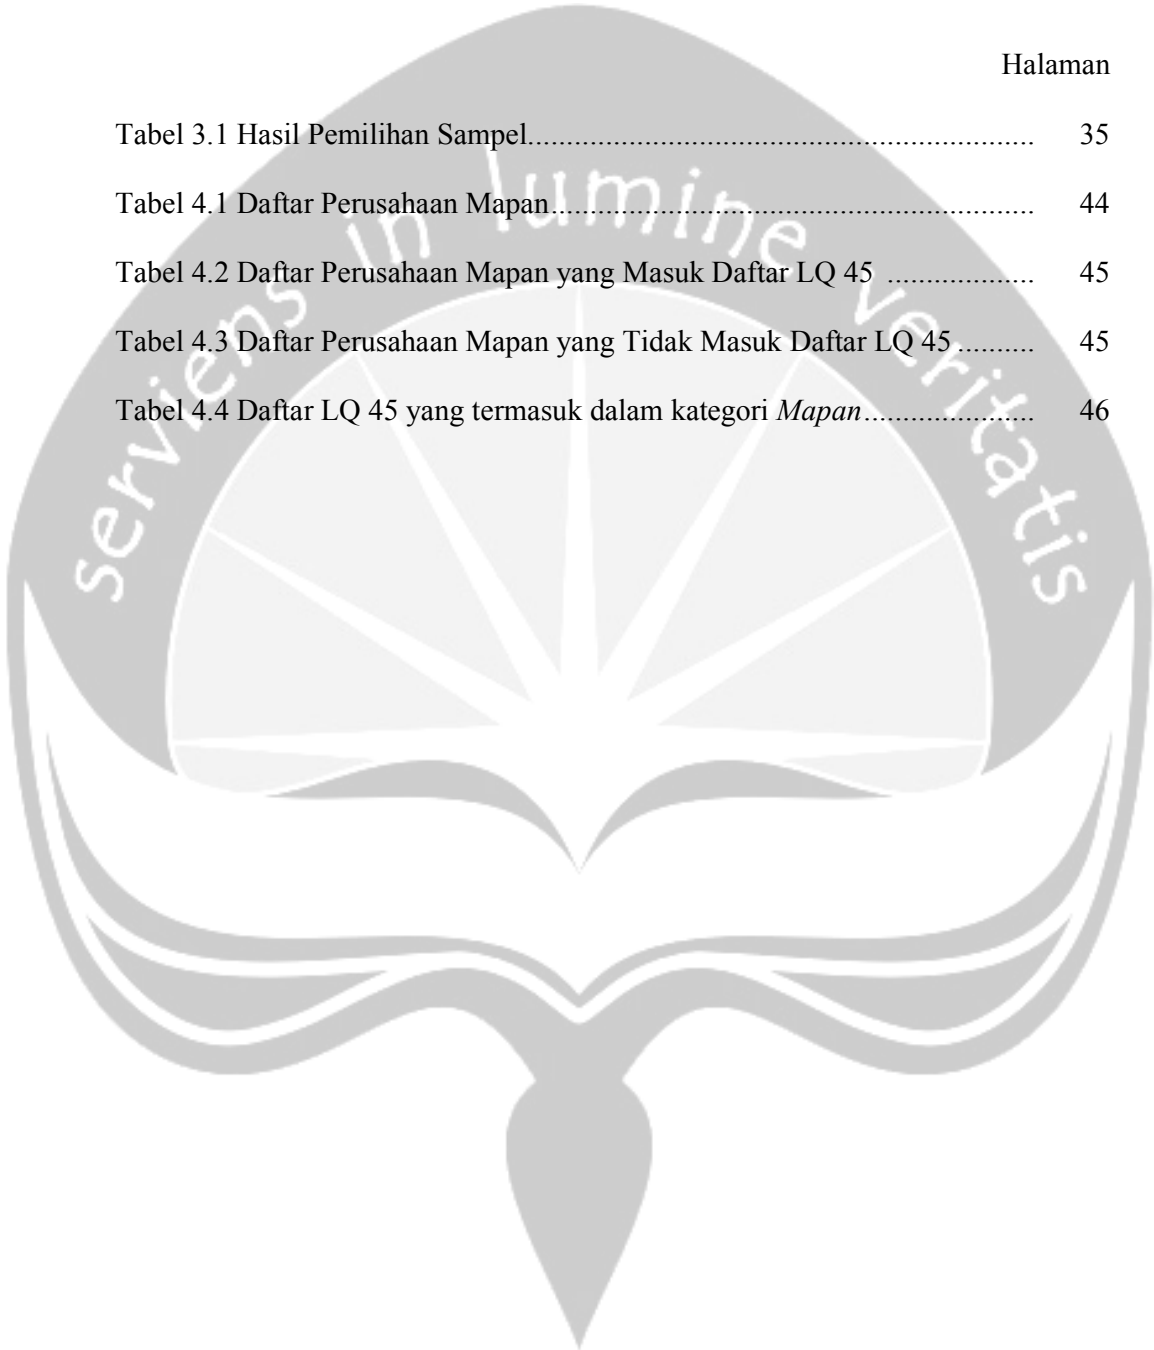 Halaman
Tabel 3.1 Hasil Pemilihan Sampel................................................................. 35
Tabel 4.1 Daftar Perusahaan Mapan.............................................................. 44
Tabel 4.2 Daftar Perusahaan Mapan yang Masuk Daftar LQ 45 ................... 45
Tabel 4.3 Daftar Perusahaan Mapan yang Tidak Masuk Daftar LQ 45.......... 45
Tabel 4.4 Daftar LQ 45 yang termasuk dalam kategori Mapan...................... 46
serviens in lumine veritatis